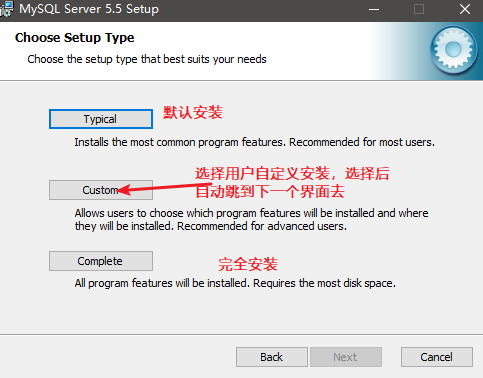 MySQL Server 5.5 Setup
Choose Setup Type
Choose the setup type that best suits your needs
Typical
默认安装
Installs the most common program features. Recommended for most users.
选择用户自定义安装，选择后
自动跳到下一个界面去
Custom
Allows users to choose which program features will be installed and where
they will be installed. Recommended for advanced users.
Complete
完全安装
All program features will be installed. Requires the most disk space.
Back
Next
Cancel